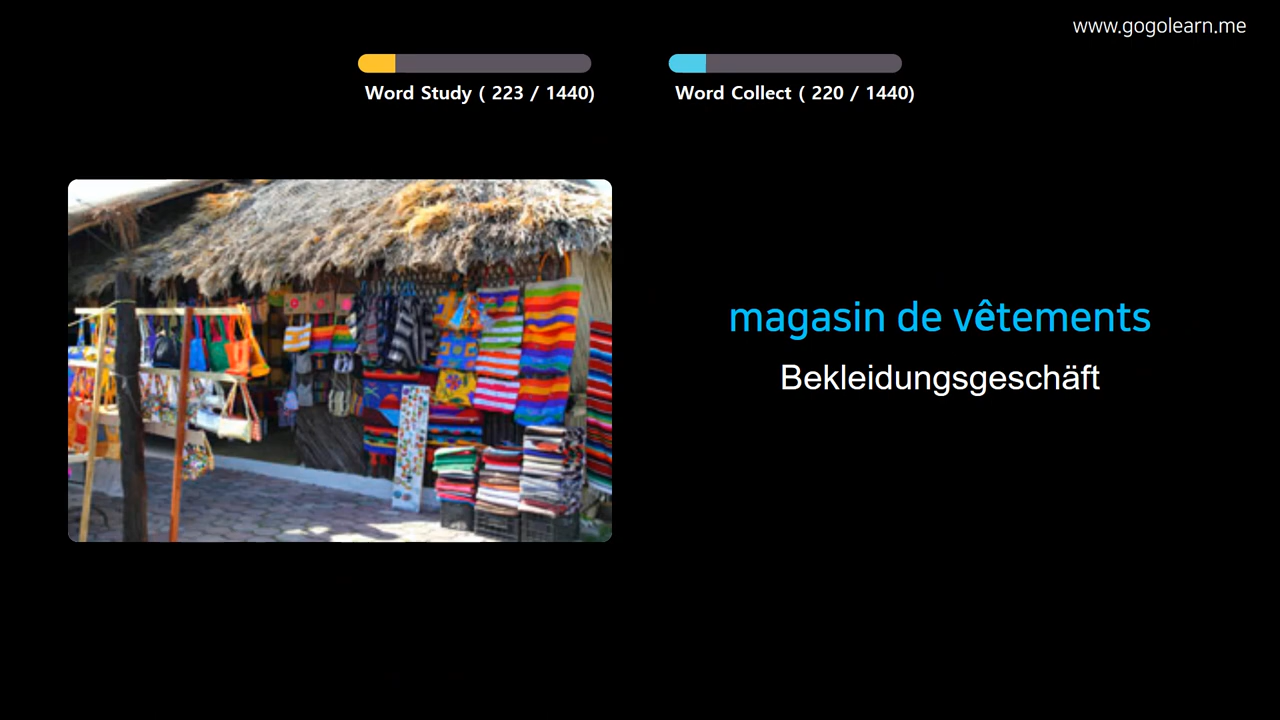 www.gogolearn.me
Word Study ( 223 / 1440)
Word Collect ( 220 / 1440)
magasin de vêtements
Bekleidungsgeschäft